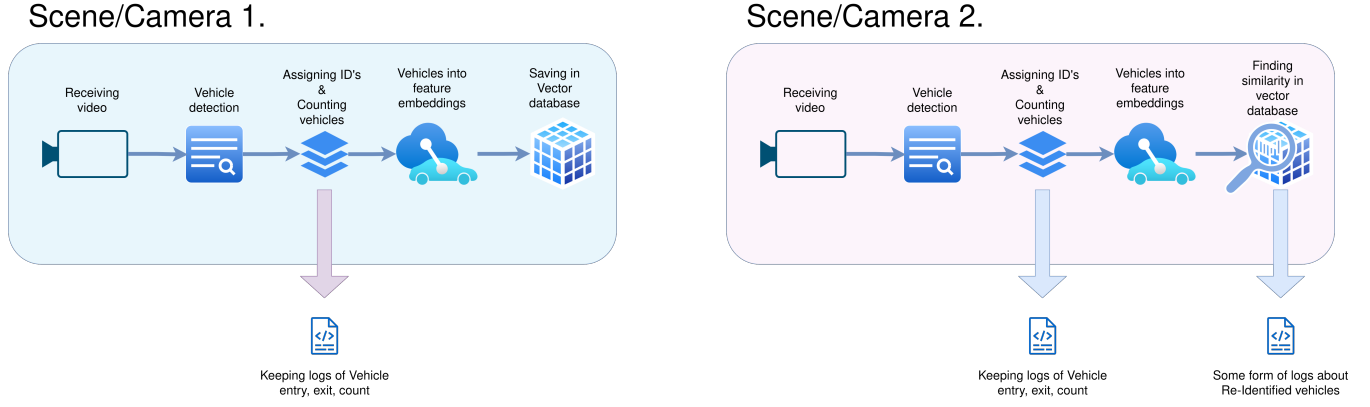 Scene/Camera 1.
Receiving
video
Vehicle
detection
Assigning ID's
&
Counting
vehicles
Vehicles into
feature
embeddings
Saving in
Vector
database
Keeping logs of Vehicle
entry, exit, count
Scene/Camera 2.
Receiving
video
Vehicle
detection
Assigning ID's
&
Counting
vehicles
Vehicles into
feature
embeddings
Finding
similarity in
vector
database
Keeping logs of Vehicle
entry, exit, count
Some form of logs about
Re-Identified vehicles